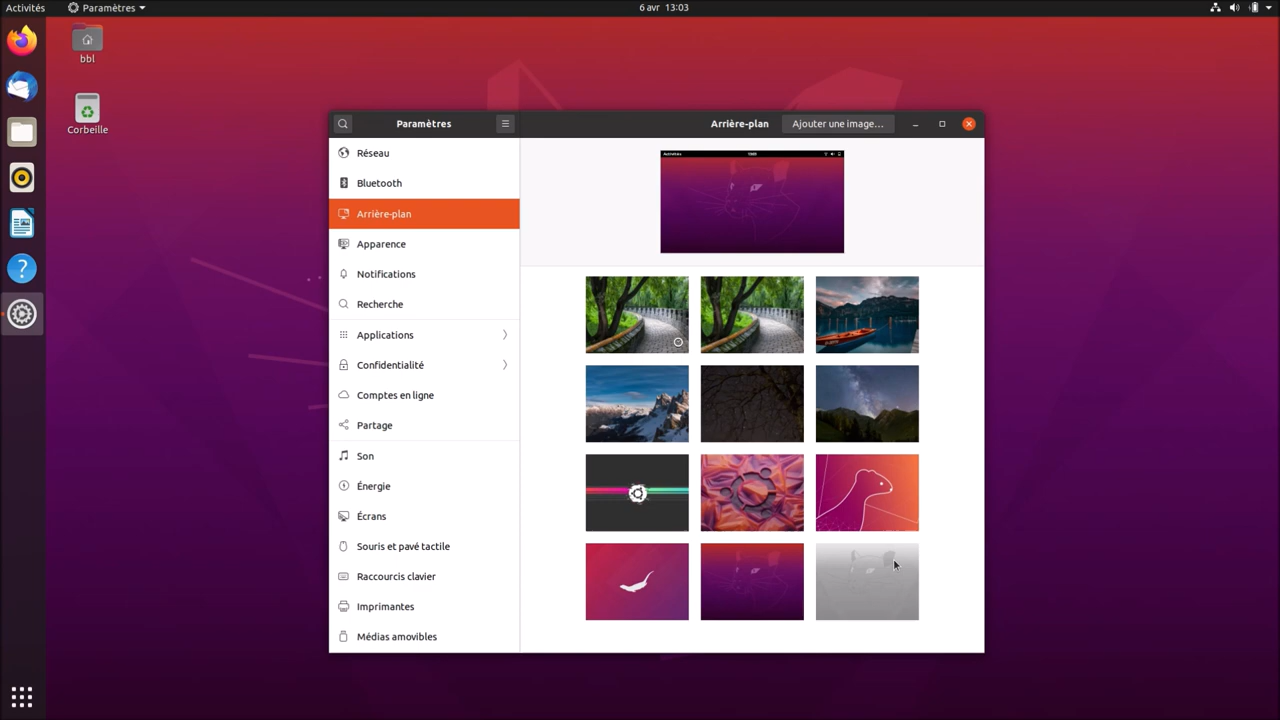 Activités
Paramètres
6 avr 13:03
bbl
Corbeille
Paramètres
Arrière-plan
Ajouter une image…
Réseau
Bluetooth
Arrière-plan
Apparence
Notifications
Recherche
Applications
Confidentialité
Comptes en ligne
Partage
Son
Énergie
Écrans
Souris et pavé tactile
Raccourcis clavier
Imprimantes
Médias amovibles
Activités